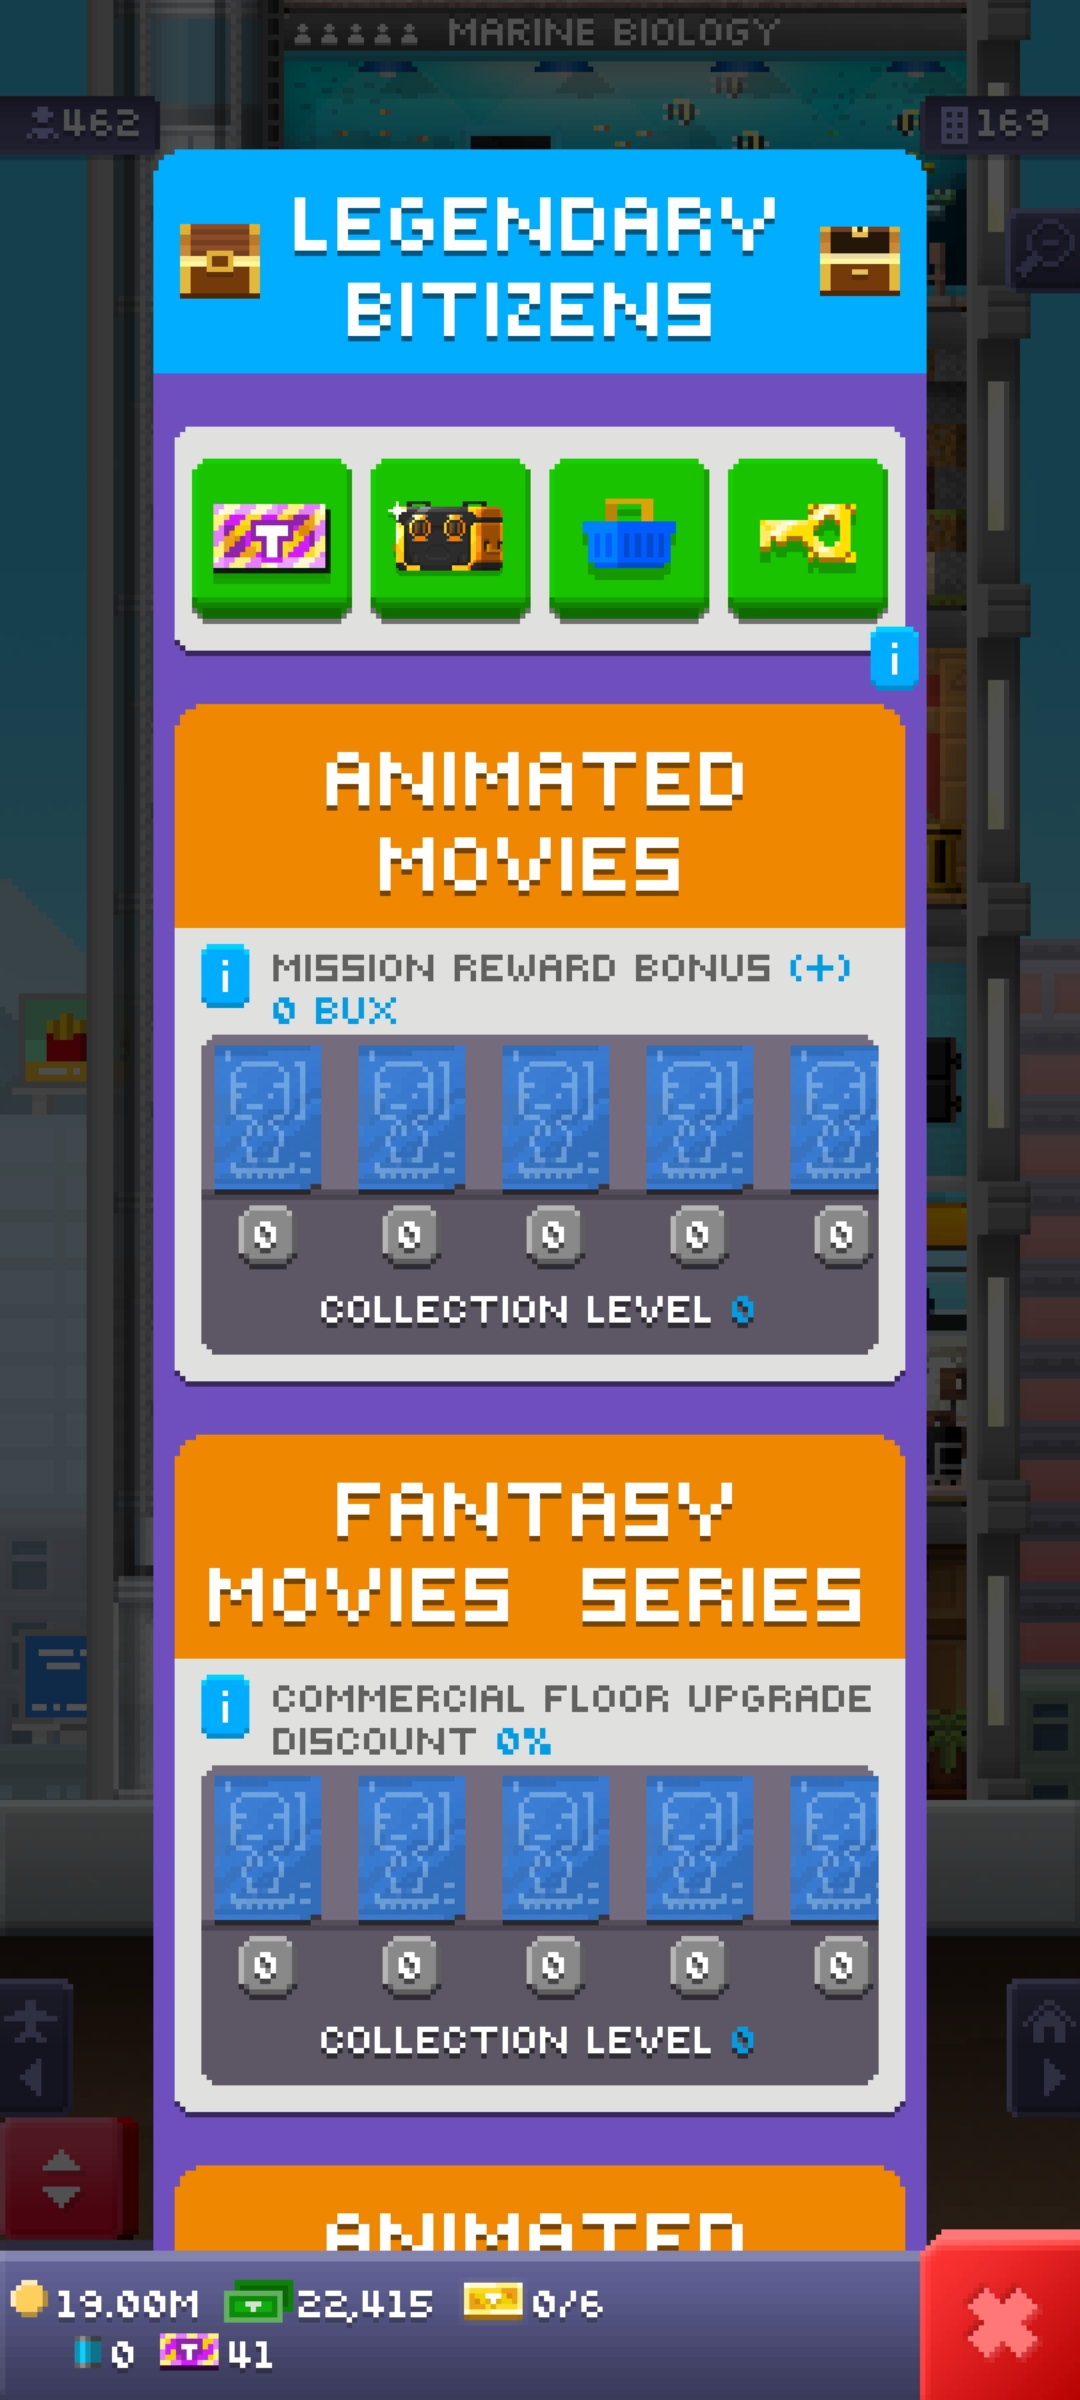 MARINE BIOLOGY
462
169
LEGENDARY
BITIZENS
T
i
ANIMATED
MOVIES
i MISSION REWARD BONUS (+)
0 BUX
0 0 0 0 0
COLLECTION LEVEL 0
FANTASY
MOVIES SERIES
i COMMERCIAL FLOOR UPGRADE
DISCOUNT 0%
0 0 0 0 0
COLLECTION LEVEL 0
ANIMATED
19.00M 22,415 0/6
0 T 41